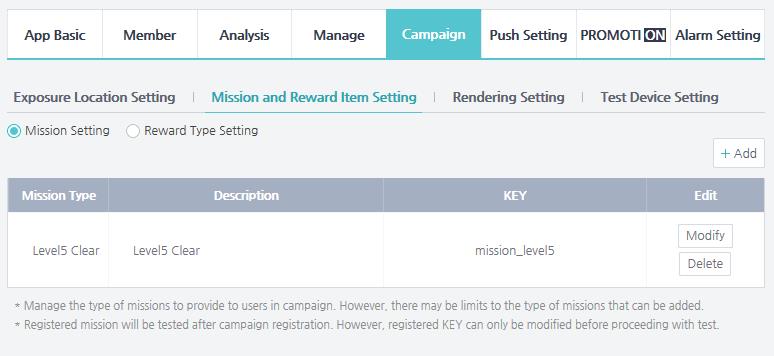 App Basic Member Analysis Manage Campaign Push Setting PROMOTION Alarm Setting
Exposure Location Setting | Mission and Reward Item Setting | Rendering Setting | Test Device Setting
Mission Setting Reward Type Setting
+ Add
Mission Type Description KEY Edit
Level5 Clear Level5 Clear mission_level5 Modify
Delete
* Manage the type of missions to provide to users in campaign. However, there may be limits to the type of missions that can be added.
* Registered mission will be tested after campaign registration. However, registered KEY can only be modified before proceeding with test.